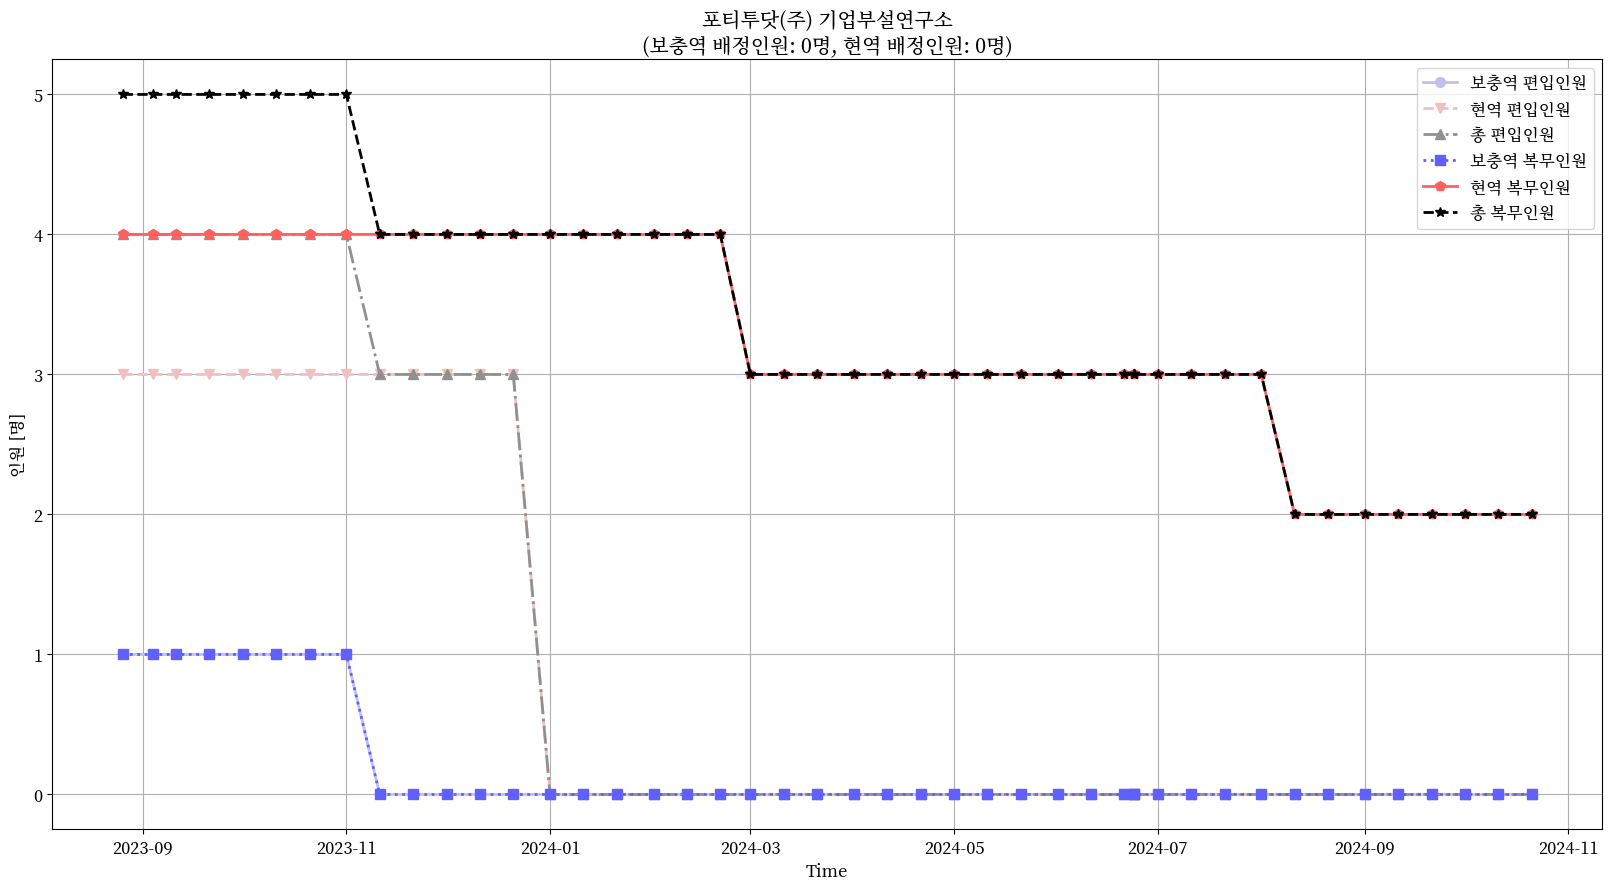 포티투닷(주) 기업부설연구소
(보충역 배정인원: 0명, 현역 배정인원: 0명)
보충역 편입인원
현역 편입인원
총 편입인원
보충역 복무인원
현역 복무인원
총 복무인원
인원 [명]
5
4
3
2
1
0
2023-09 2023-11 2024-01 2024-03 2024-05 2024-07 2024-09 2024-11
Time